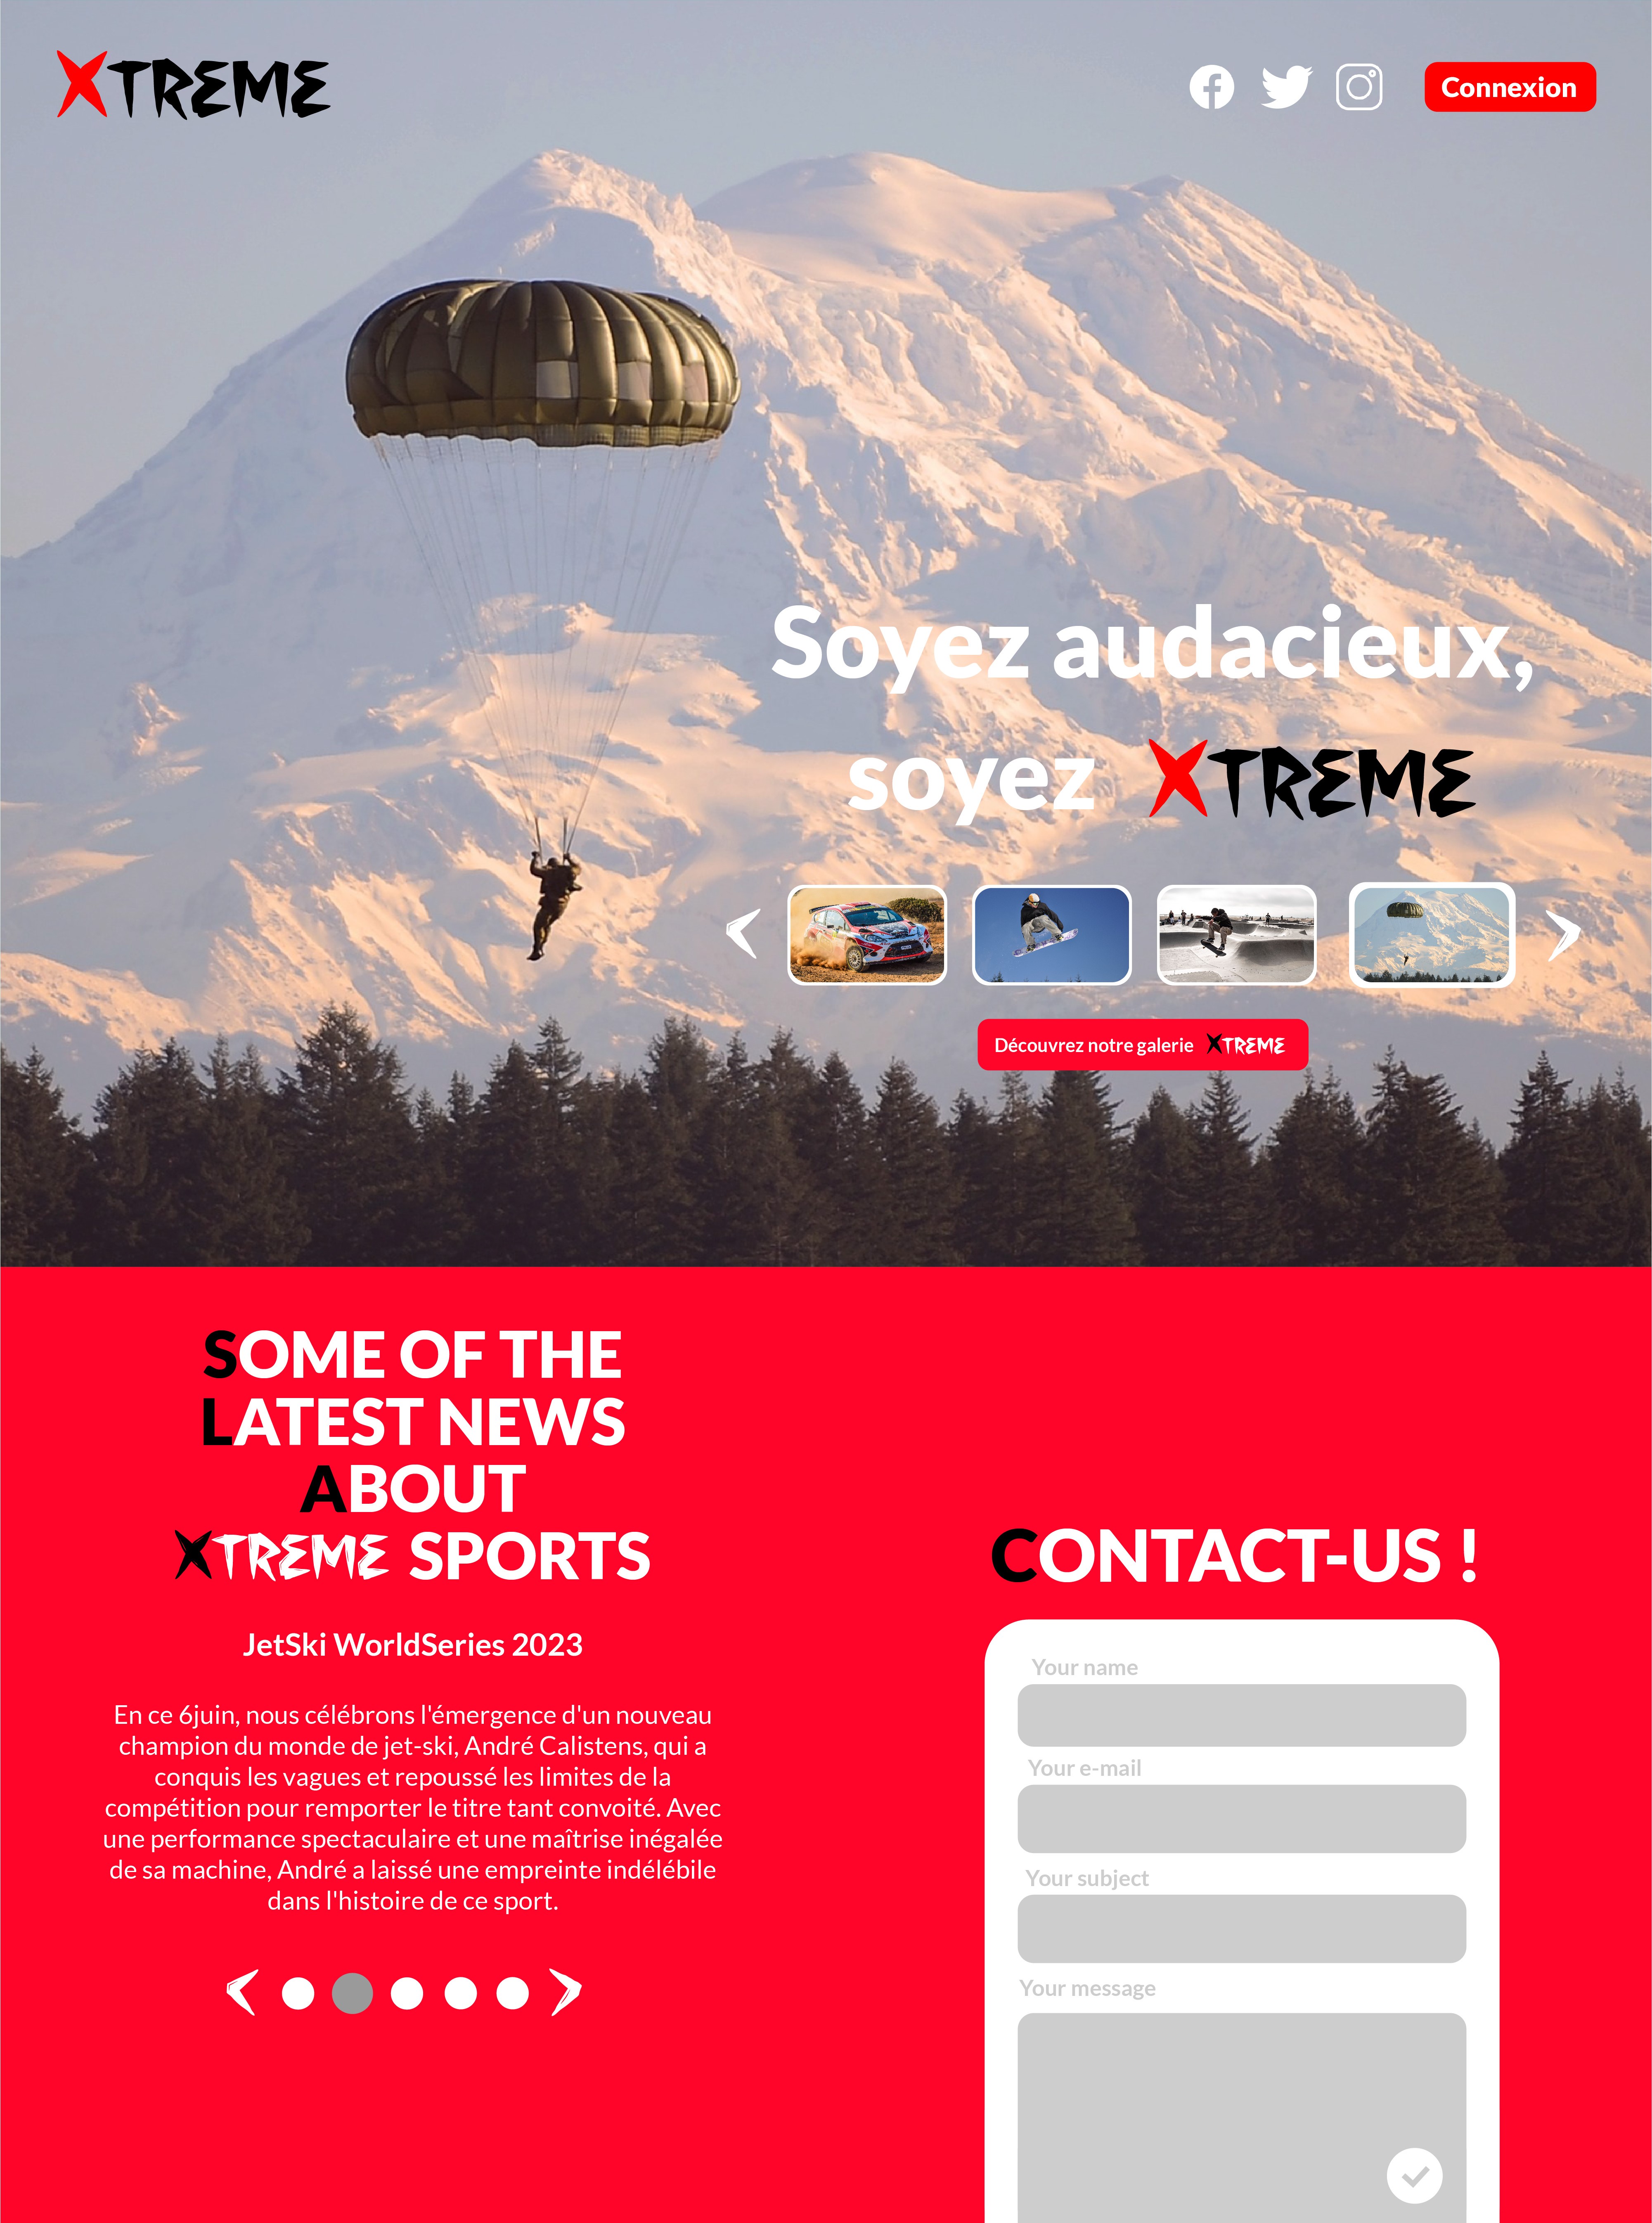 XTREME
Connexion
Soyez audacieux,
soyez XTREME
Découvrez notre galerie XTREME
SOME OF THE
LATEST NEWS
ABOUT
XTREME SPORTS
JetSki WorldSeries 2023
En ce 6juin, nous célébrons l'émergence d'un nouveau
champion du monde de jet-ski, André Calistens, qui a
conquis les vagues et repoussé les limites de la
compétition pour remporter le titre tant convoité. Avec
une performance spectaculaire et une maîtrise inégalée
de sa machine, André a laissé une empreinte indélébile
dans l'histoire de ce sport.
CONTACT-US !
Your name
Your e-mail
Your subject
Your message